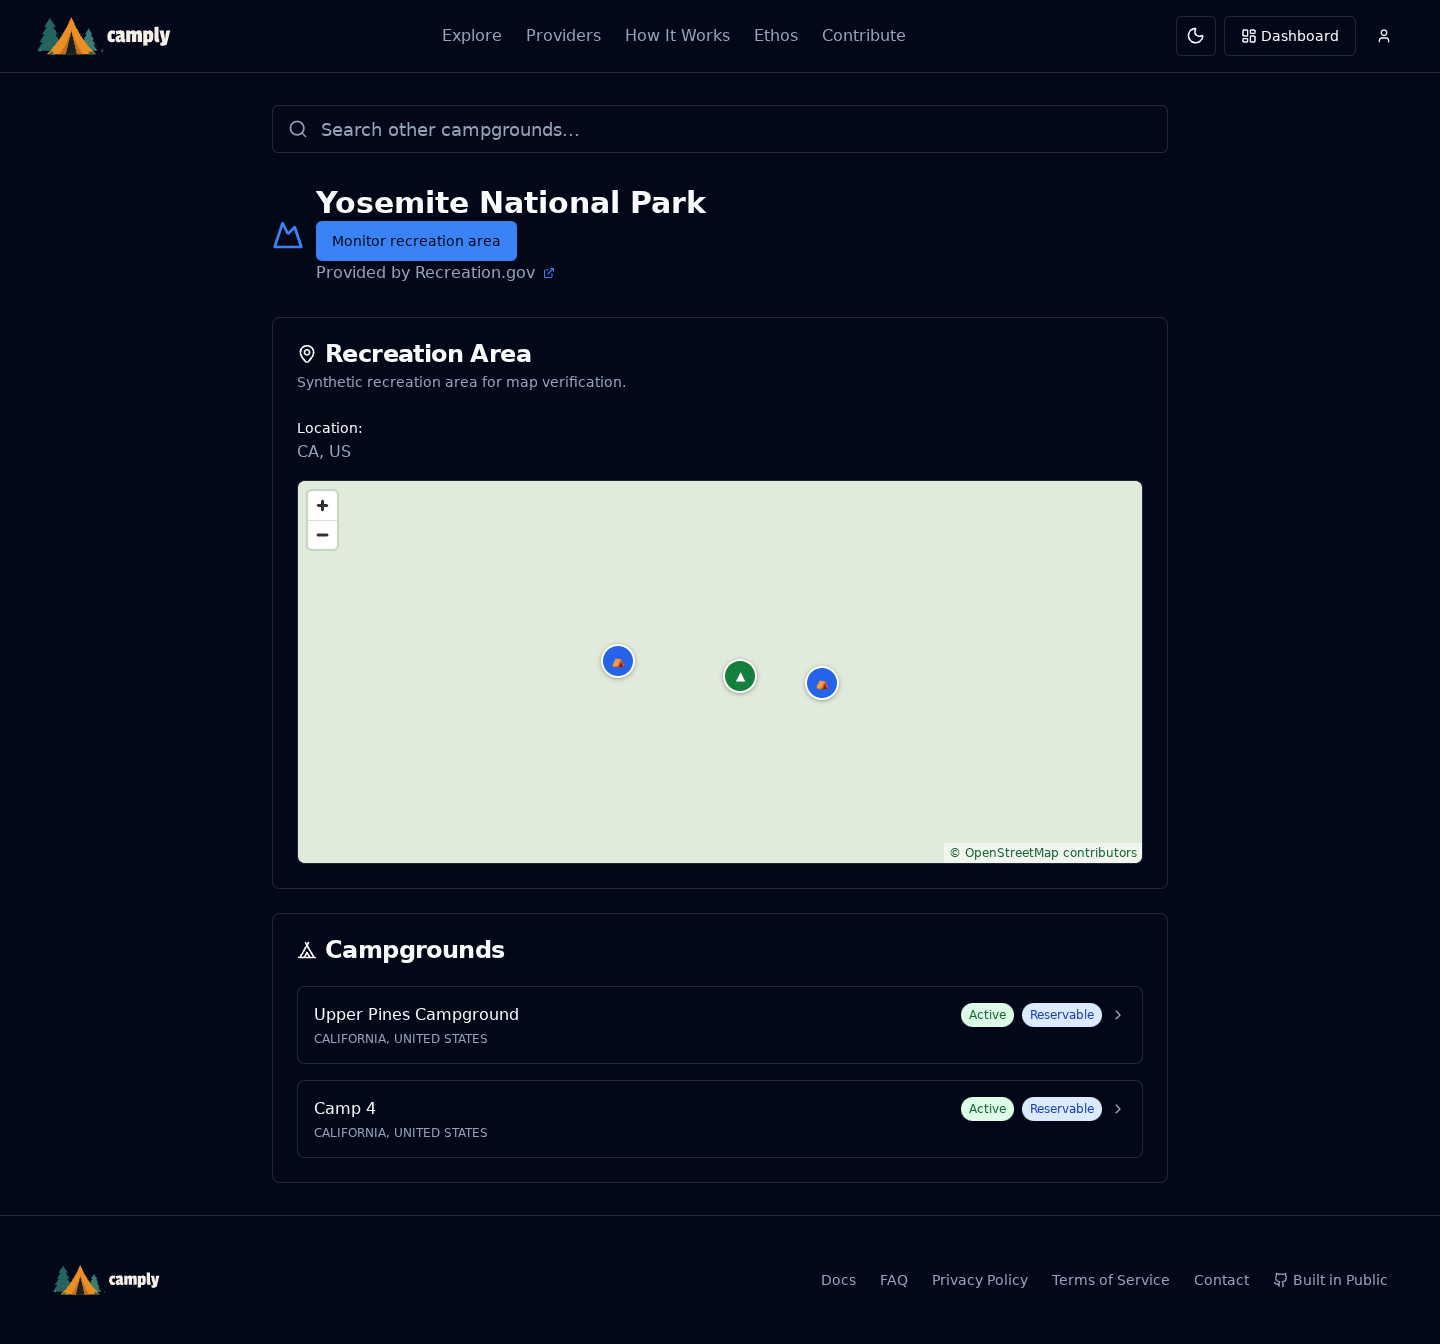 camply
Explore
Providers
How It Works
Ethos
Contribute
Dashboard
Search other campgrounds...
Yosemite National Park
Monitor recreation area
Provided by Recreation.gov
Recreation Area
Synthetic recreation area for map verification.
Location:
CA, US
© OpenStreetMap contributors
Campgrounds
Upper Pines Campground
Active
Reservable
CALIFORNIA, UNITED STATES
Camp 4
Active
Reservable
CALIFORNIA, UNITED STATES
camply
Docs
FAQ
Privacy Policy
Terms of Service
Contact
Built in Public